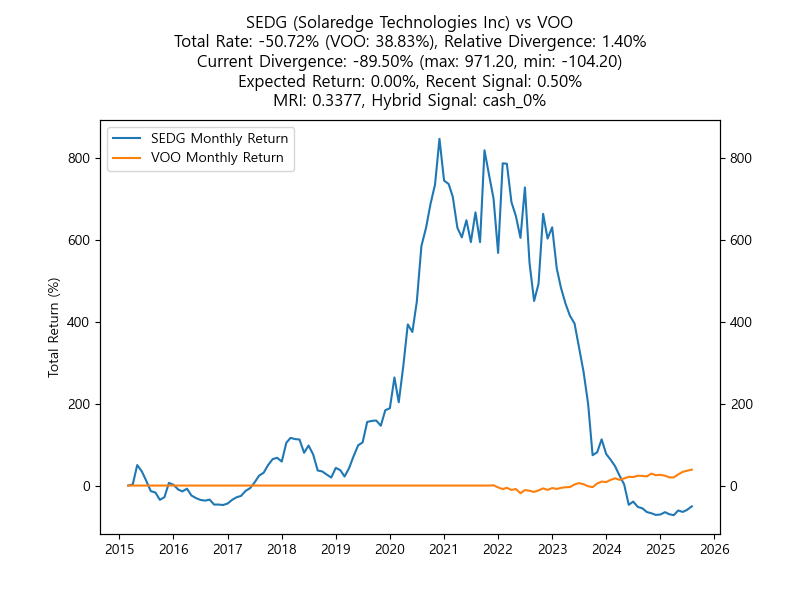 SEDG (Solaredge Technologies Inc) vs VOO
Total Rate: -50.72% (VOO: 38.83%), Relative Divergence: 1.40%
Current Divergence: -89.50% (max: 971.20, min: -104.20)
Expected Return: 0.00%, Recent Signal: 0.50%
MRI: 0.3377, Hybrid Signal: cash_0%
SEDG Monthly Return
VOO Monthly Return
Total Return (%)
800
600
400
200
0
800
600
400
200
0
2015 2016 2017 2018 2019 2020 2021 2022 2023 2024 2025 2026